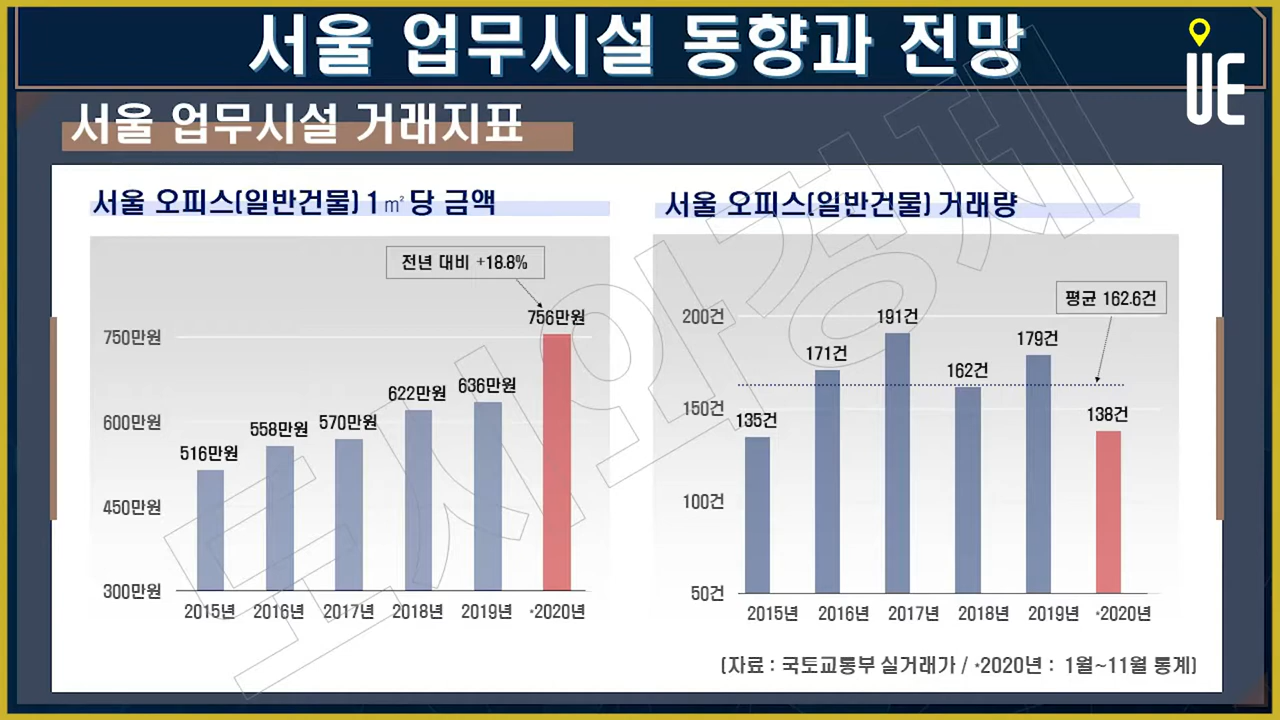 서울 업무시설 동향과 전망
UE
서울 업무시설 거래지표
서울 오피스(일반건물) 1㎡당 금액
전년 대비 +18.8%
750만원
600만원
450만원
300만원
516만원
558만원
570만원
622만원
636만원
756만원
2015년
2016년
2017년
2018년
2019년
*2020년
서울 오피스(일반건물) 거래량
평균 162.6건
200건
150건
100건
50건
135건
171건
191건
162건
179건
138건
2015년
2016년
2017년
2018년
2019년
*2020년
(자료 : 국토교통부 실거래가 / *2020년 : 1월~11월 통계)
도시와경제